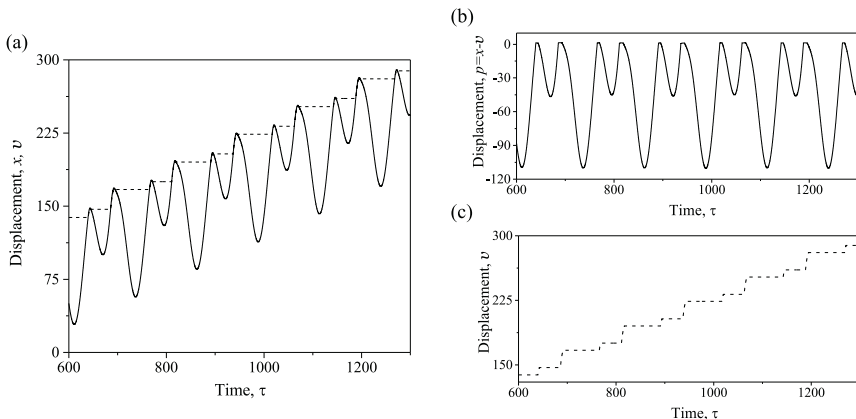 (a)
300
225
150
75
0
Displacement, x, υ
600
800
1000
1200
Time, τ
(b)
0
-30
-60
-90
-120
Displacement, p=x-υ
600
800
1000
1200
Time, τ
(c)
300
225
150
Displacement, υ
600
800
1000
1200
Time, τ